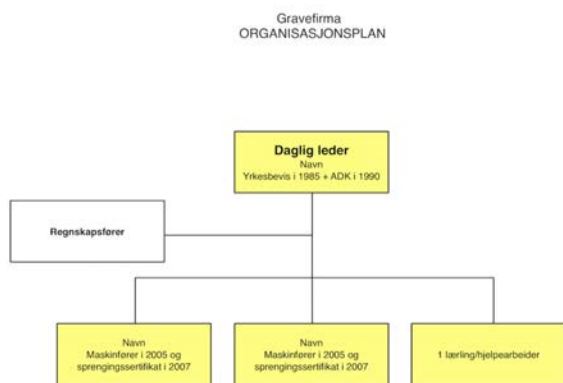 Gravefirma
ORGANISASJONSPLAN
Daglig leder
Navn
Yrkesbevis i 1985 + ADK i 1990
Regnskapsfører
Navn
Maskinfører i 2005 og
sprengingssertifikat i 2007
Navn
Maskinfører i 2005 og
sprengingssertifikat i 2007
1 lærling/hjelpearbeider